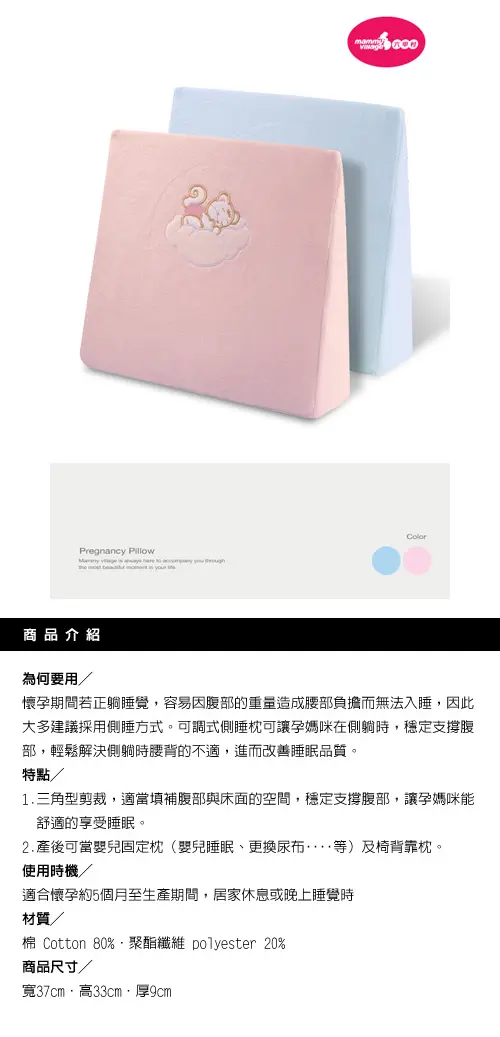 mammy village 六甲村
Pregnancy Pillow
Color
Mammy village is always here to accompany you through
the most beautiful moment in your life.
商品介紹
為何要用／
懷孕期間若正躺睡覺，容易因腹部的重量造成腰部負擔而無法入睡，因此
大多建議採用側睡方式。可調式側睡枕可讓孕媽咪在側躺時，穩定支撐腹
部，輕鬆解決側躺時腰背的不適，進而改善睡眠品質。
特點／
1.三角型剪裁，適當填補腹部與床面的空間，穩定支撐腹部，讓孕媽咪能
舒適的享受睡眠。
2.產後可當嬰兒固定枕（嬰兒睡眠、更換尿布‥‥等）及椅背靠枕。
使用時機／
適合懷孕約5個月至生產期間，居家休息或晚上睡覺時
材質／
棉 Cotton 80%‧聚酯纖維 polyester 20%
商品尺寸／
寬37cm‧高33cm‧厚9cm